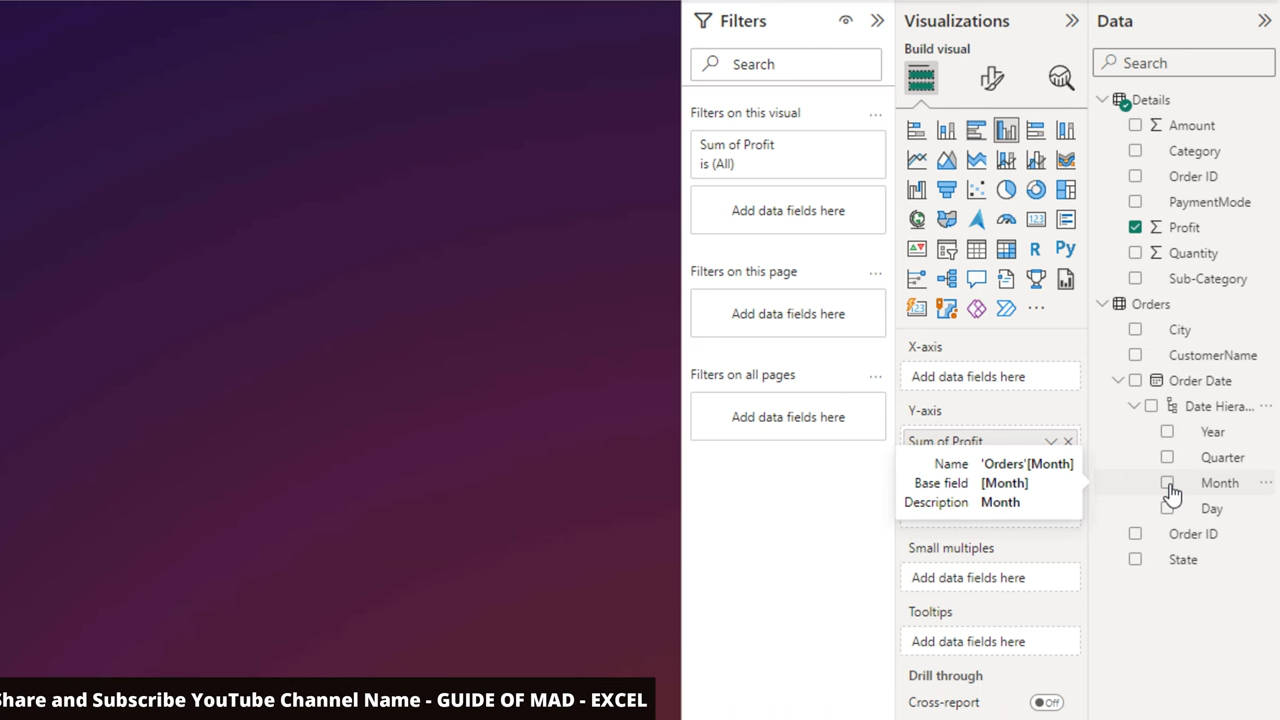 Filters
Search
Filters on this visual
...
Sum of Profit
is (All)
Add data fields here
Filters on this page
...
Add data fields here
Filters on all pages
...
Add data fields here
Visualizations
Build visual
123
R
Py
123
...
X-axis
Add data fields here
Y-axis
Sum of Profit
Name 'Orders'[Month]
Base field [Month]
Description Month
Small multiples
Add data fields here
Tooltips
Add data fields here
Drill through
Cross-report Off
Data
Search
Details
Σ Amount
Category
Order ID
PaymentMode
Σ Profit
Σ Quantity
Sub-Category
Orders
City
CustomerName
Order Date
Date Hiera... ...
Year
Quarter
Month ...
Day
Order ID
State
Share and Subscribe YouTube Channel Name - GUIDE OF MAD - EXCEL